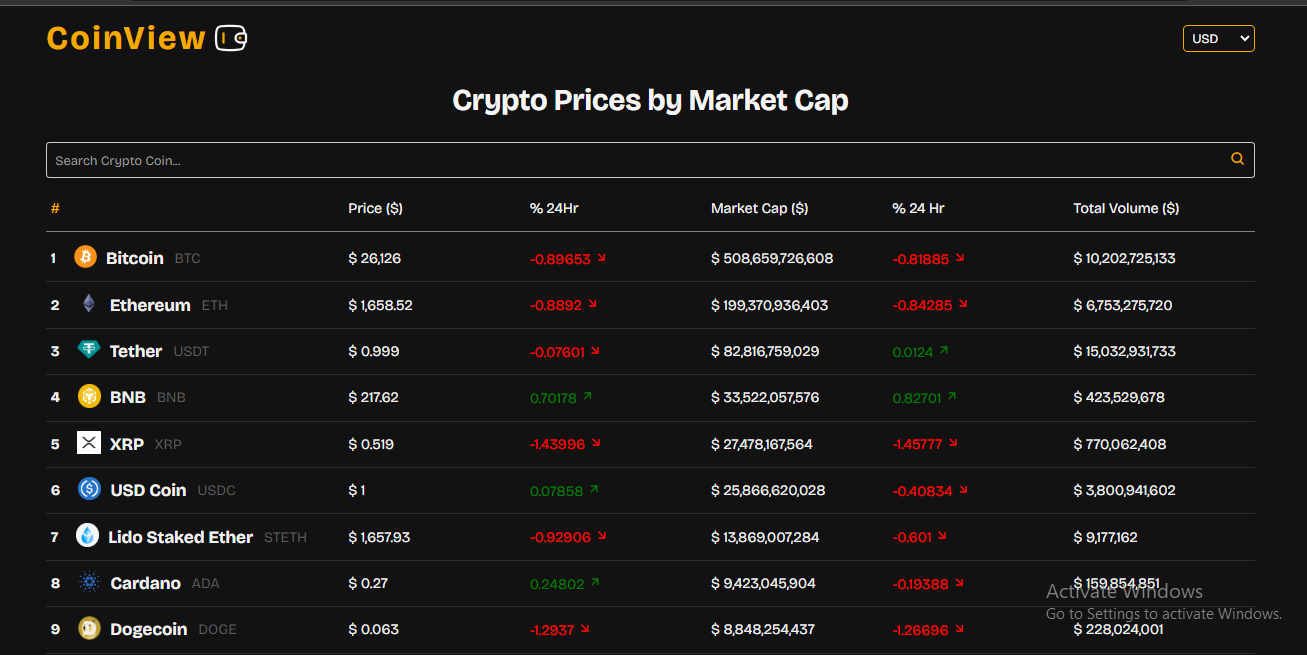 CoinView
USD
Crypto Prices by Market Cap
Search Crypto Coin...
# Price ($) % 24Hr Market Cap ($) % 24 Hr Total Volume ($)
1 Bitcoin BTC $ 26,126 -0.89653 $ 508,659,726,608 -0.81885 $ 10,202,725,133
2 Ethereum ETH $ 1,658.52 -0.8892 $ 199,370,936,403 -0.84285 $ 6,753,275,720
3 Tether USDT $ 0.999 -0.07601 $ 82,816,759,029 0.0124 $ 15,032,931,733
4 BNB BNB $ 217.62 0.70178 $ 33,522,057,576 0.82701 $ 423,529,678
5 XRP XRP $ 0.519 -1.43996 $ 27,478,167,564 -1.45777 $ 770,062,408
6 USD Coin USDC $ 1 0.07858 $ 25,866,620,028 -0.40834 $ 3,800,941,602
7 Lido Staked Ether STETH $ 1,657.93 -0.92906 $ 13,869,007,284 -0.601 $ 9,177,162
8 Cardano ADA $ 0.27 0.24802 $ 9,423,045,904 -0.19388 $ 159,854,851
Activate Windows
Go to Settings to activate Windows.
9 Dogecoin DOGE $ 0.063 -1.2937 $ 8,848,254,437 -1.26696 $ 228,024,001